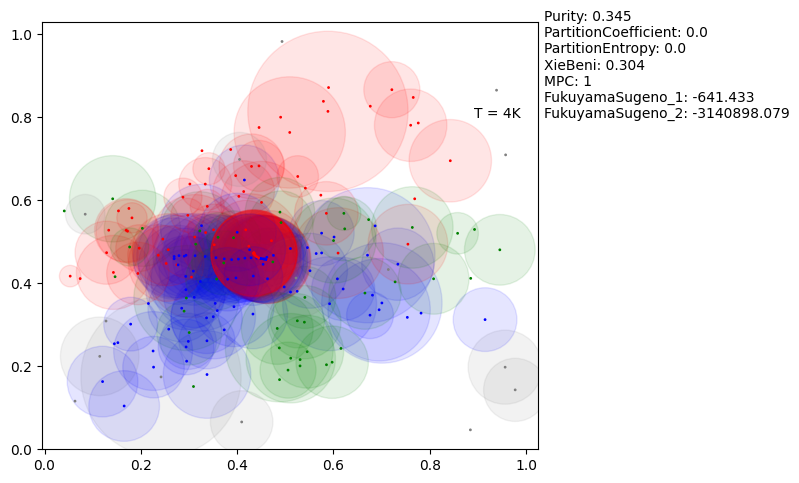 Purity: 0.345
PartitionCoefficient: 0.0
PartitionEntropy: 0.0
XieBeni: 0.304
MPC: 1
FukuyamaSugeno_1: -641.433
FukuyamaSugeno_2: -3140898.079
T = 4K
1.0
0.8
0.6
0.4
0.2
0.0
0.0 0.2 0.4 0.6 0.8 1.0